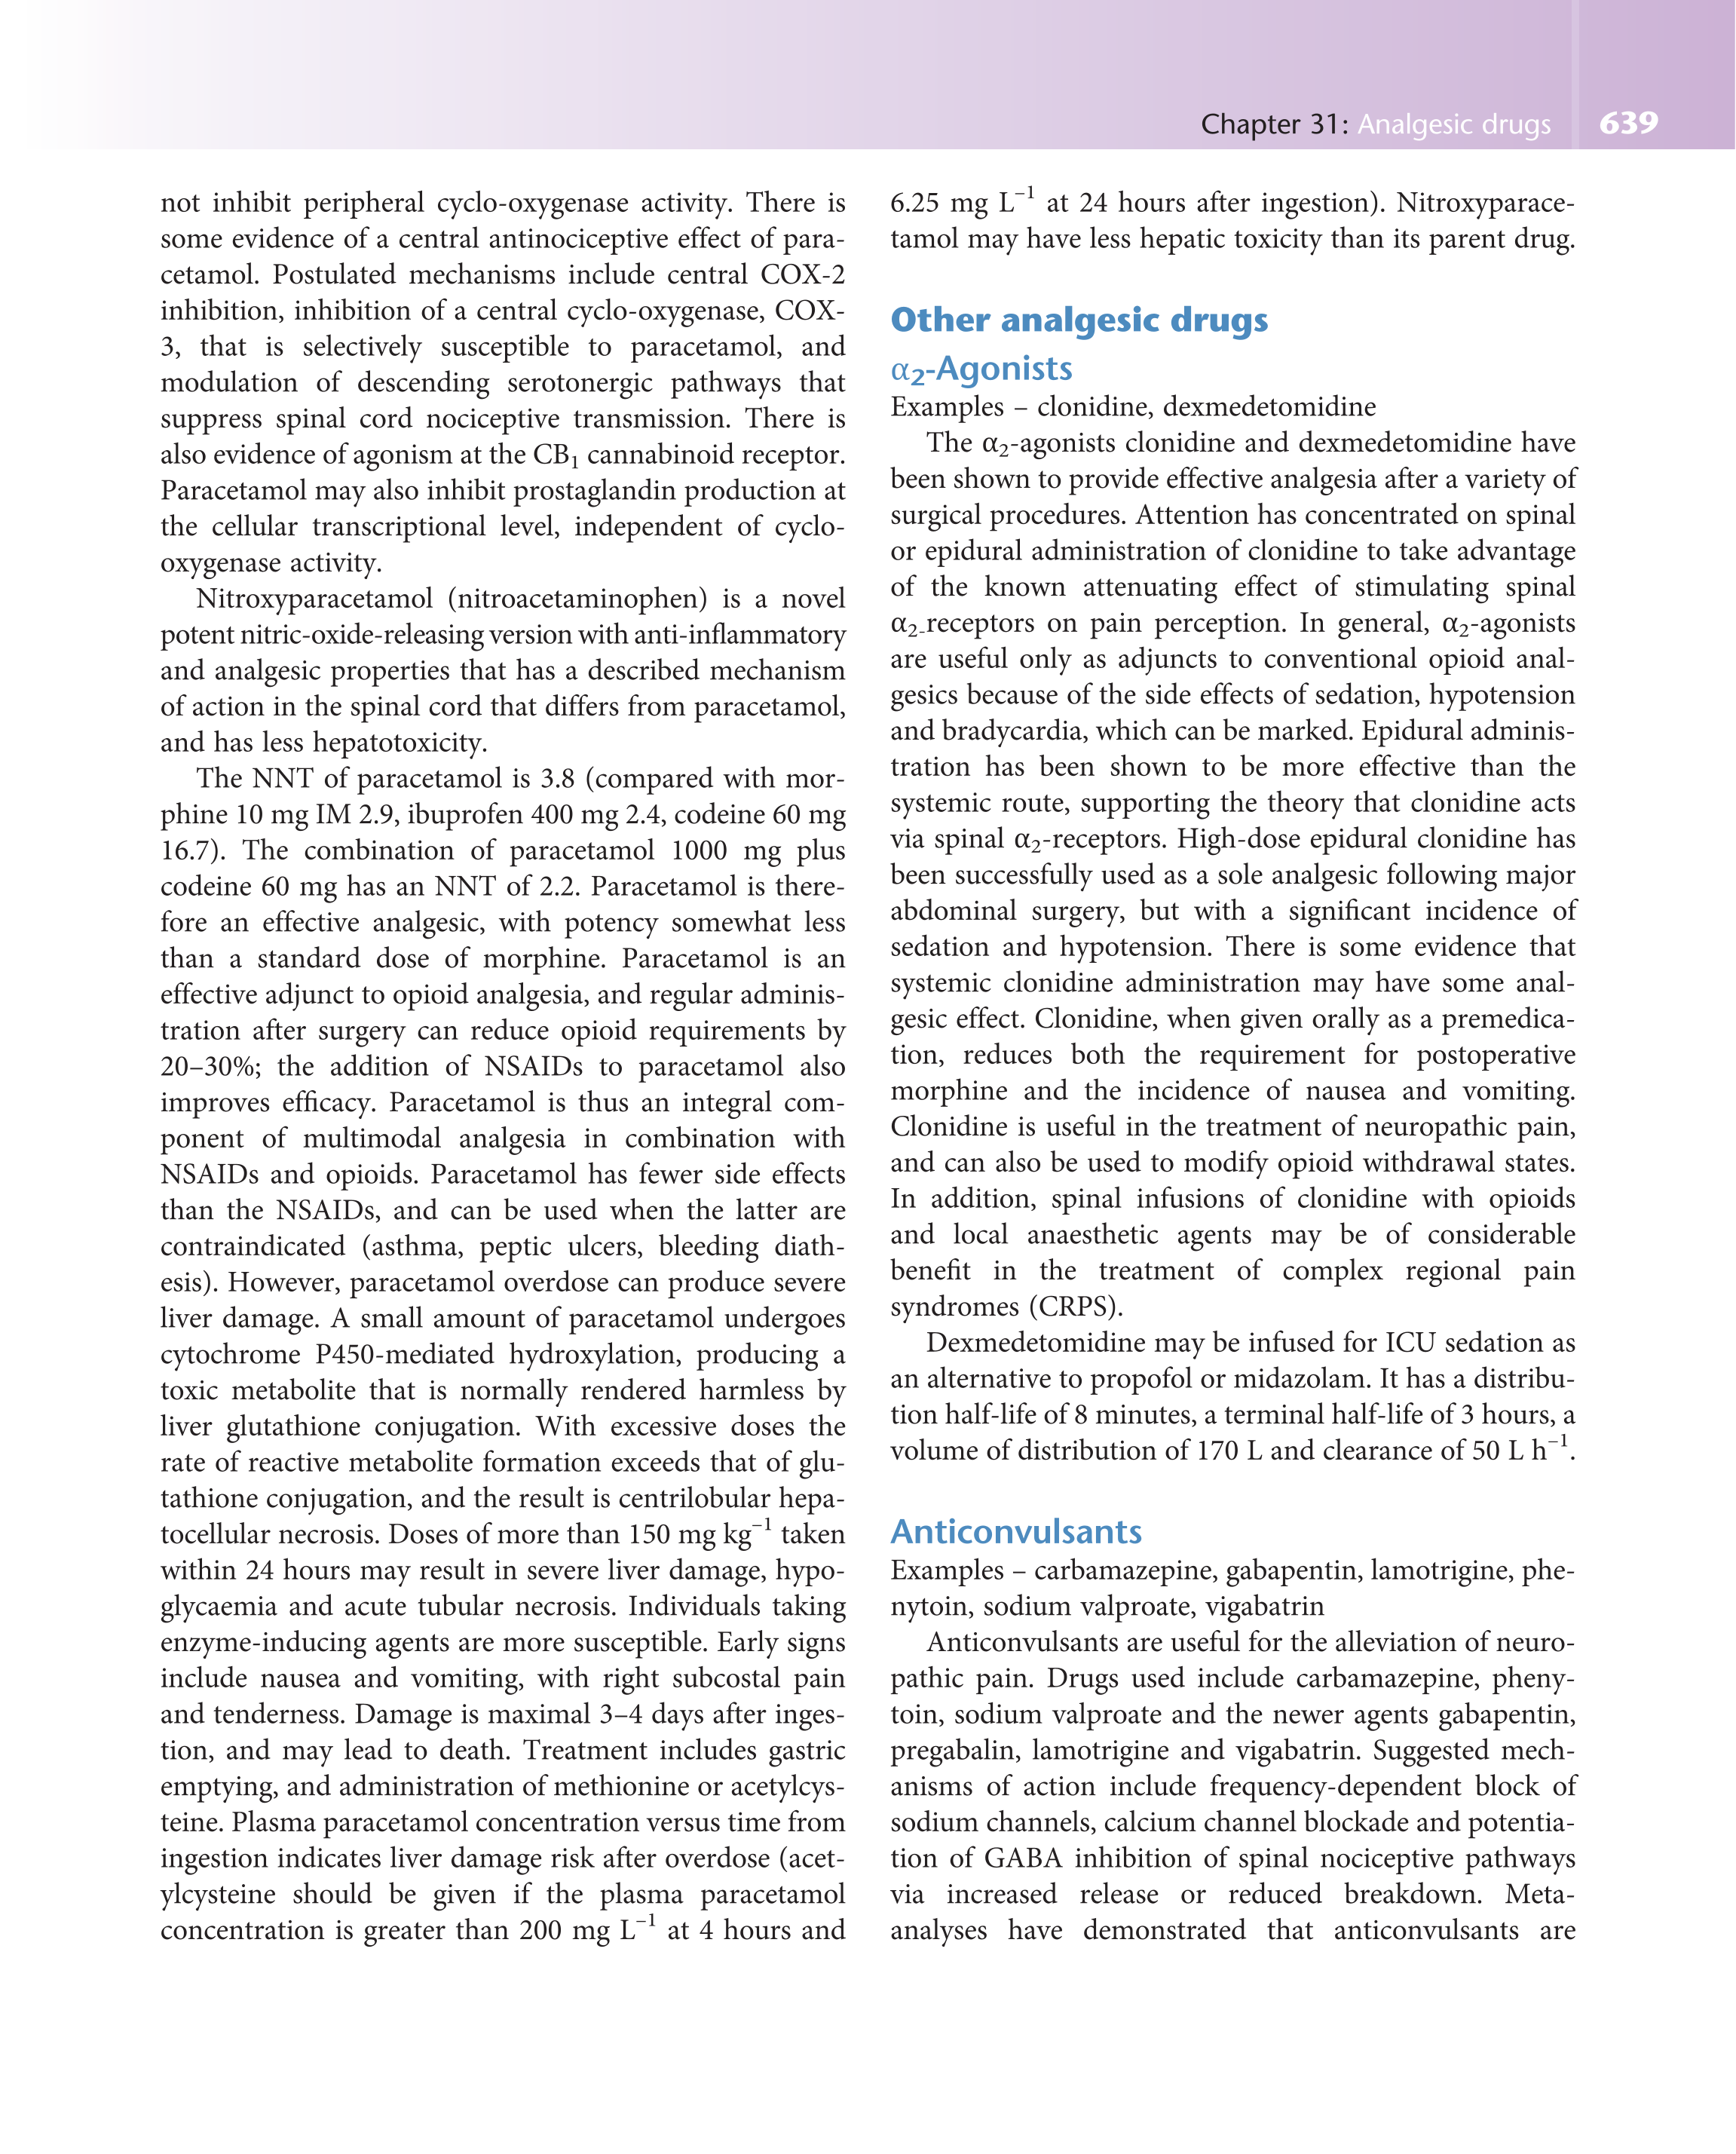 Chapter 31: Analgesic drugs 639
not inhibit peripheral cyclo-oxygenase activity. There is
some evidence of a central antinociceptive effect of para-
cetamol. Postulated mechanisms include central COX-2
inhibition, inhibition of a central cyclo-oxygenase, COX-
3, that is selectively susceptible to paracetamol, and
modulation of descending serotonergic pathways that
suppress spinal cord nociceptive transmission. There is
also evidence of agonism at the CB₁ cannabinoid receptor.
Paracetamol may also inhibit prostaglandin production at
the cellular transcriptional level, independent of cyclo-
oxygenase activity.
Nitroxyparacetamol (nitroacetaminophen) is a novel
potent nitric-oxide-releasing version with anti-inflammatory
and analgesic properties that has a described mechanism
of action in the spinal cord that differs from paracetamol,
and has less hepatotoxicity.
The NNT of paracetamol is 3.8 (compared with mor-
phine 10 mg IM 2.9, ibuprofen 400 mg 2.4, codeine 60 mg
16.7). The combination of paracetamol 1000 mg plus
codeine 60 mg has an NNT of 2.2. Paracetamol is there-
fore an effective analgesic, with potency somewhat less
than a standard dose of morphine. Paracetamol is an
effective adjunct to opioid analgesia, and regular adminis-
tration after surgery can reduce opioid requirements by
20–30%; the addition of NSAIDs to paracetamol also
improves efficacy. Paracetamol is thus an integral com-
ponent of multimodal analgesia in combination with
NSAIDs and opioids. Paracetamol has fewer side effects
than the NSAIDs, and can be used when the latter are
contraindicated (asthma, peptic ulcers, bleeding diath-
esis). However, paracetamol overdose can produce severe
liver damage. A small amount of paracetamol undergoes
cytochrome P450-mediated hydroxylation, producing a
toxic metabolite that is normally rendered harmless by
liver glutathione conjugation. With excessive doses the
rate of reactive metabolite formation exceeds that of glu-
tathione conjugation, and the result is centrilobular hepa-
tocellular necrosis. Doses of more than 150 mg kg⁻¹ taken
within 24 hours may result in severe liver damage, hypo-
glycaemia and acute tubular necrosis. Individuals taking
enzyme-inducing agents are more susceptible. Early signs
include nausea and vomiting, with right subcostal pain
and tenderness. Damage is maximal 3–4 days after inges-
tion, and may lead to death. Treatment includes gastric
emptying, and administration of methionine or acetylcys-
teine. Plasma paracetamol concentration versus time from
ingestion indicates liver damage risk after overdose (acet-
ylcysteine should be given if the plasma paracetamol
concentration is greater than 200 mg L⁻¹ at 4 hours and
6.25 mg L⁻¹ at 24 hours after ingestion). Nitroxyparace-
tamol may have less hepatic toxicity than its parent drug.
Other analgesic drugs
α₂-Agonists
Examples – clonidine, dexmedetomidine
The α₂-agonists clonidine and dexmedetomidine have
been shown to provide effective analgesia after a variety of
surgical procedures. Attention has concentrated on spinal
or epidural administration of clonidine to take advantage
of the known attenuating effect of stimulating spinal
α₂-receptors on pain perception. In general, α₂-agonists
are useful only as adjuncts to conventional opioid anal-
gesics because of the side effects of sedation, hypotension
and bradycardia, which can be marked. Epidural adminis-
tration has been shown to be more effective than the
systemic route, supporting the theory that clonidine acts
via spinal α₂-receptors. High-dose epidural clonidine has
been successfully used as a sole analgesic following major
abdominal surgery, but with a significant incidence of
sedation and hypotension. There is some evidence that
systemic clonidine administration may have some anal-
gesic effect. Clonidine, when given orally as a premedica-
tion, reduces both the requirement for postoperative
morphine and the incidence of nausea and vomiting.
Clonidine is useful in the treatment of neuropathic pain,
and can also be used to modify opioid withdrawal states.
In addition, spinal infusions of clonidine with opioids
and local anaesthetic agents may be of considerable
benefit in the treatment of complex regional pain
syndromes (CRPS).
Dexmedetomidine may be infused for ICU sedation as
an alternative to propofol or midazolam. It has a distribu-
tion half-life of 8 minutes, a terminal half-life of 3 hours, a
volume of distribution of 170 L and clearance of 50 L h⁻¹.
Anticonvulsants
Examples – carbamazepine, gabapentin, lamotrigine, phe-
nytoin, sodium valproate, vigabatrin
Anticonvulsants are useful for the alleviation of neuro-
pathic pain. Drugs used include carbamazepine, pheny-
toin, sodium valproate and the newer agents gabapentin,
pregabalin, lamotrigine and vigabatrin. Suggested mech-
anisms of action include frequency-dependent block of
sodium channels, calcium channel blockade and potentia-
tion of GABA inhibition of spinal nociceptive pathways
via increased release or reduced breakdown. Meta-
analyses have demonstrated that anticonvulsants are